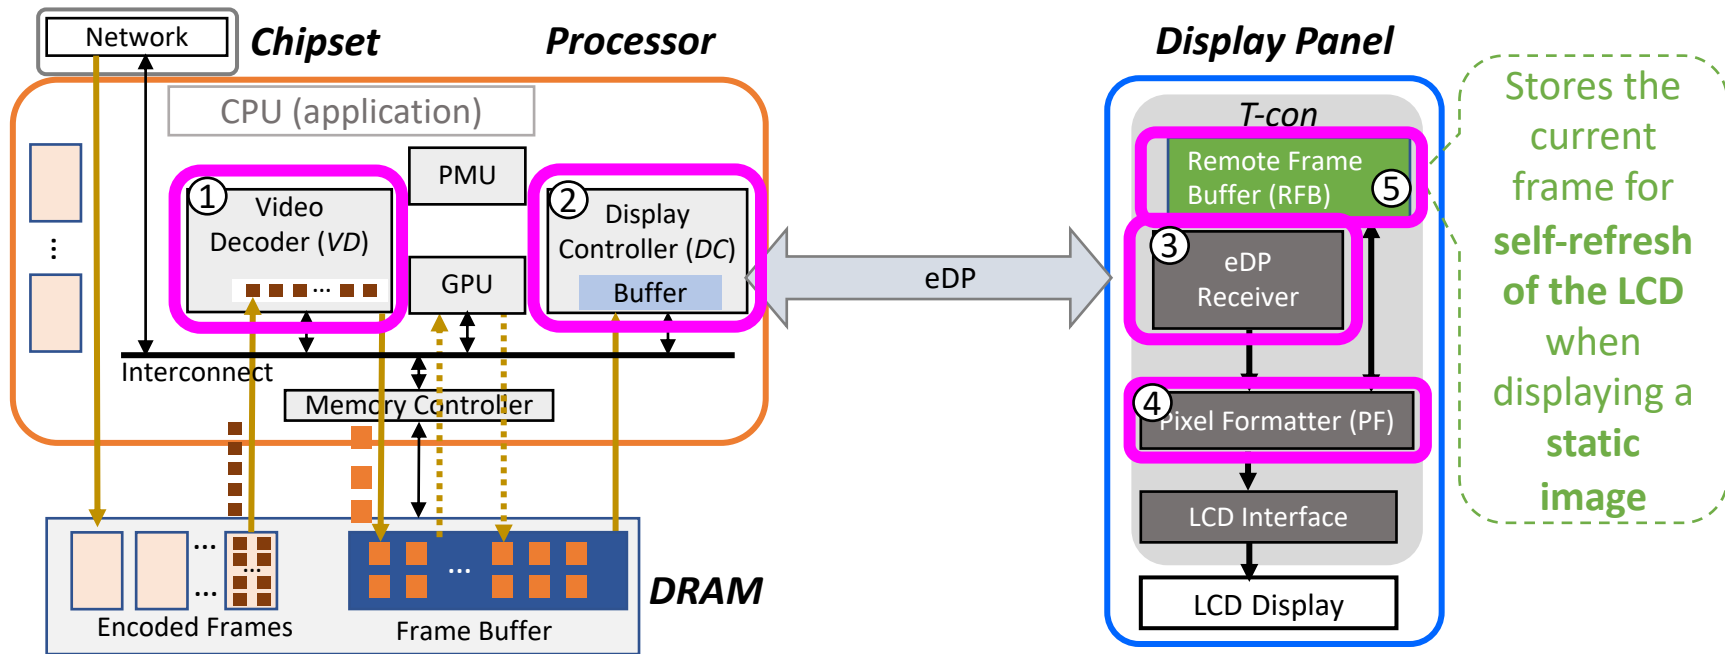 Network
Chipset
Processor
Display Panel
CPU (application)
PMU
1
Video
Decoder (VD)
...
GPU
2
Display
Controller (DC)
Buffer
Interconnect
Memory Controller
...
...
...
...
Encoded Frames
...
Frame Buffer
DRAM
eDP
T-con
Remote Frame
Buffer (RFB)
5
3
eDP
Receiver
4
Pixel Formatter (PF)
LCD Interface
LCD Display
Stores the
current
frame for
self-refresh
of the LCD
when
displaying a
static
image